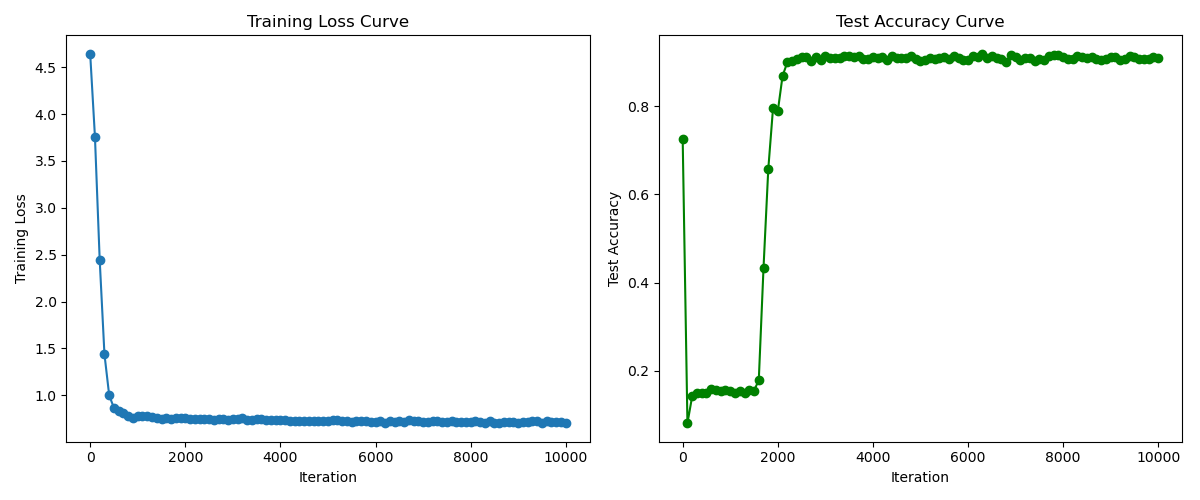 Training Loss Curve
Training Loss
4.5
4.0
3.5
3.0
2.5
2.0
1.5
1.0
0 2000 4000 6000 8000 10000
Iteration
Test Accuracy Curve
Test Accuracy
0.8
0.6
0.4
0.2
0 2000 4000 6000 8000 10000
Iteration